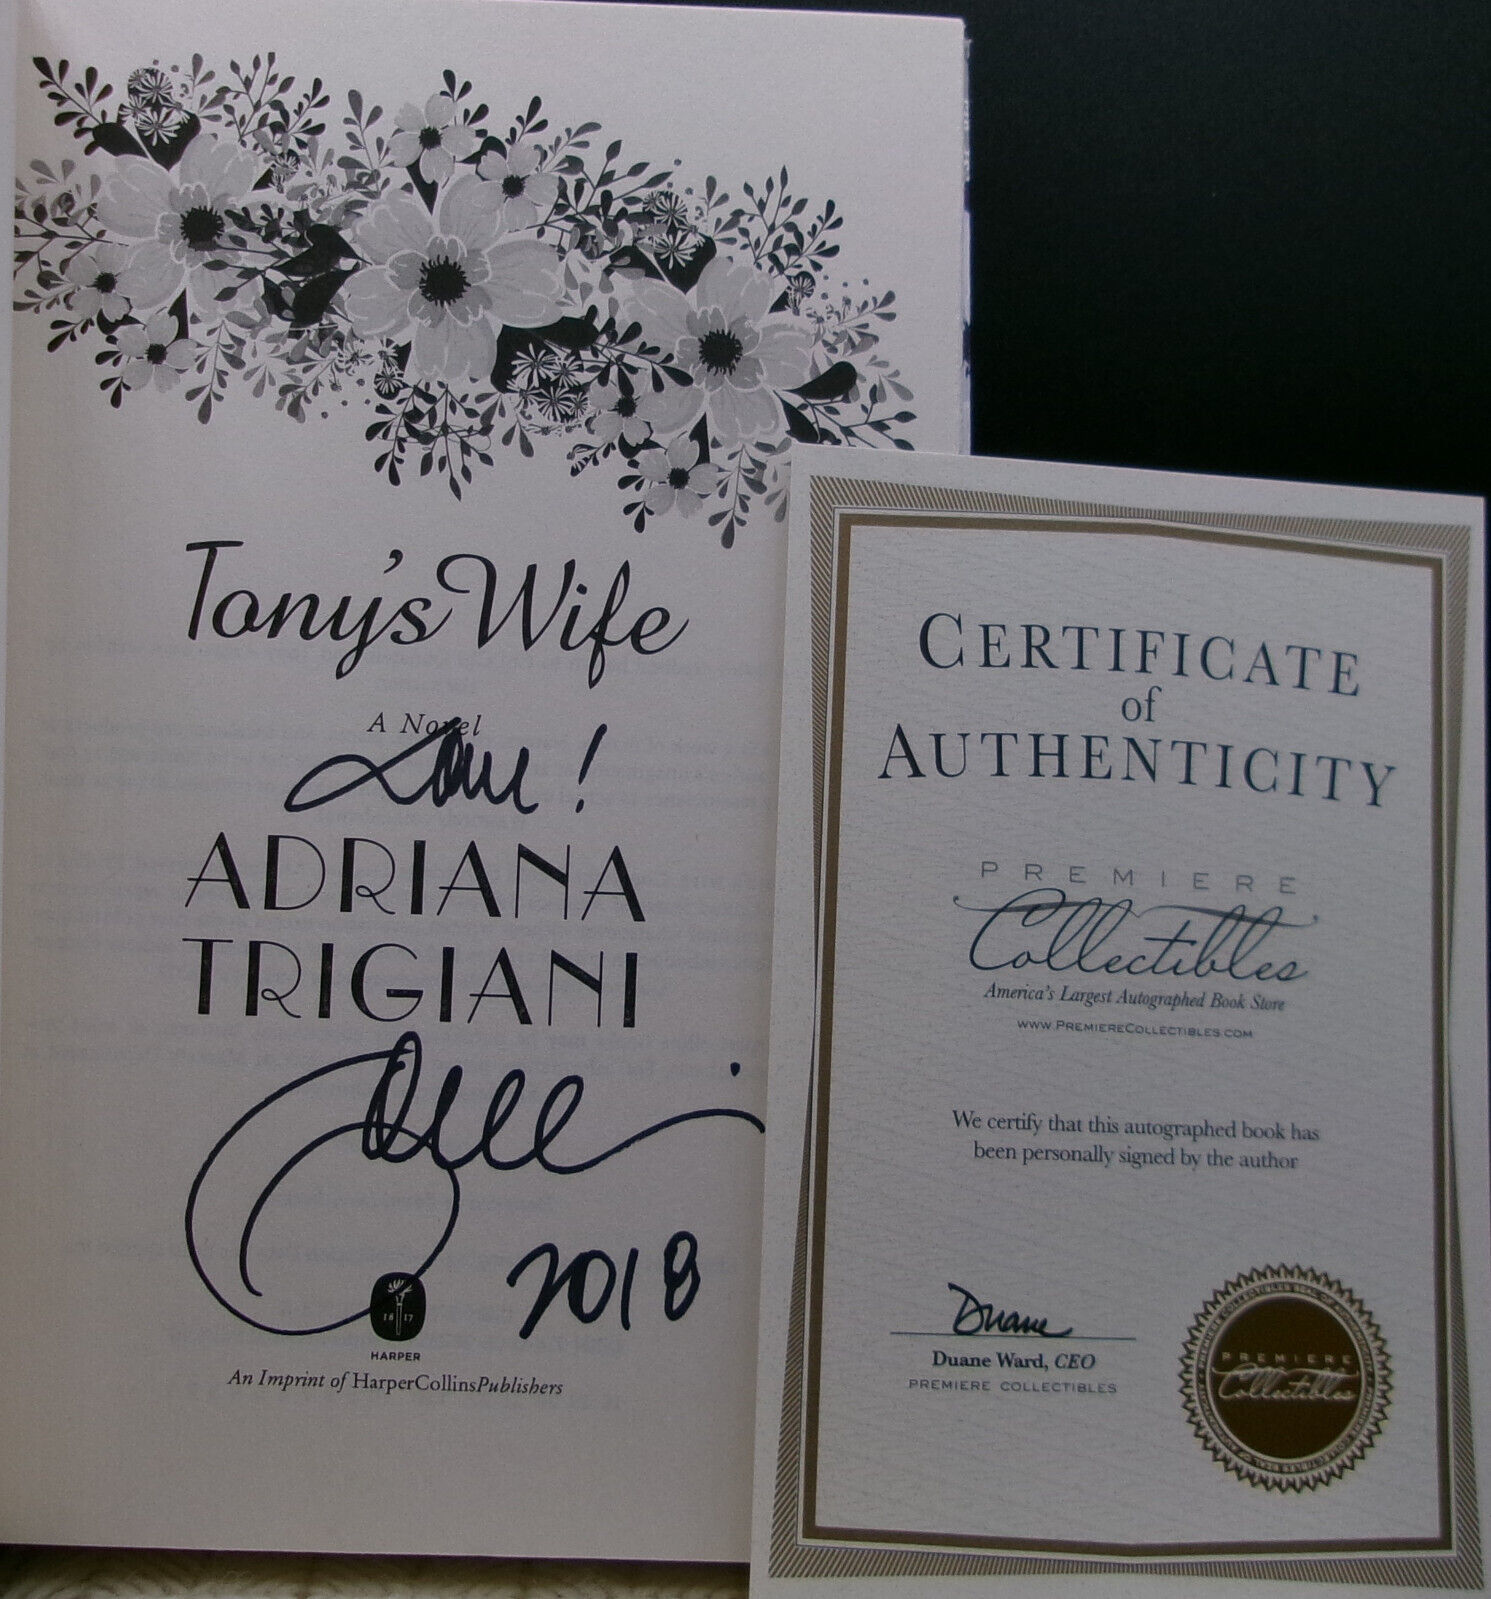 Tony's Wife
A Novel
Love!
ADRIANA
TRIGIANI
2018
18 17
HARPER
An Imprint of HarperCollinsPublishers
CERTIFICATE
of
AUTHENTICITY
PREMIERE
Collectibles
America's Largest Autographed Book Store
WWW.PREMIERECOLLECTIBLES.COM
We certify that this autographed book has
been personally signed by the author
Duane
Duane Ward, CEO
PREMIERE COLLECTIBLES
PREMIERE
Collectibles